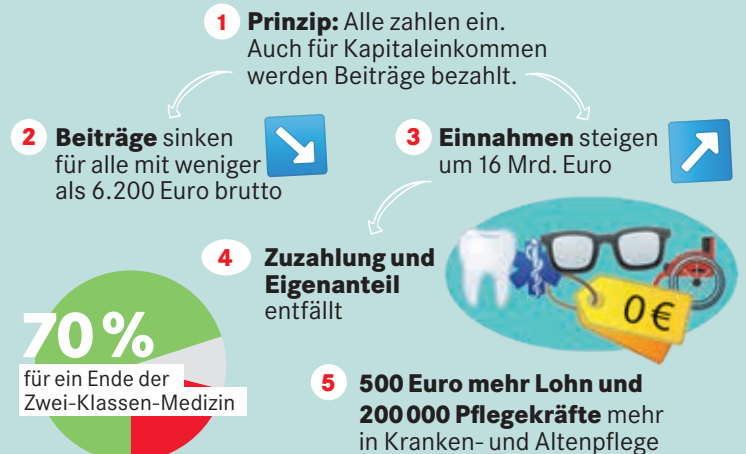 1 Prinzip: Alle zahlen ein.
Auch für Kapitaleinkommen
werden Beiträge bezahlt.
2 Beiträge sinken
für alle mit weniger
als 6.200 Euro brutto
3 Einnahmen steigen
um 16 Mrd. Euro
4 Zuzahlung und
Eigenanteil
entfällt
0 €
70 %
für ein Ende der
Zwei-Klassen-Medizin
5 500 Euro mehr Lohn und
200 000 Pflegekräfte mehr
in Kranken- und Altenpflege